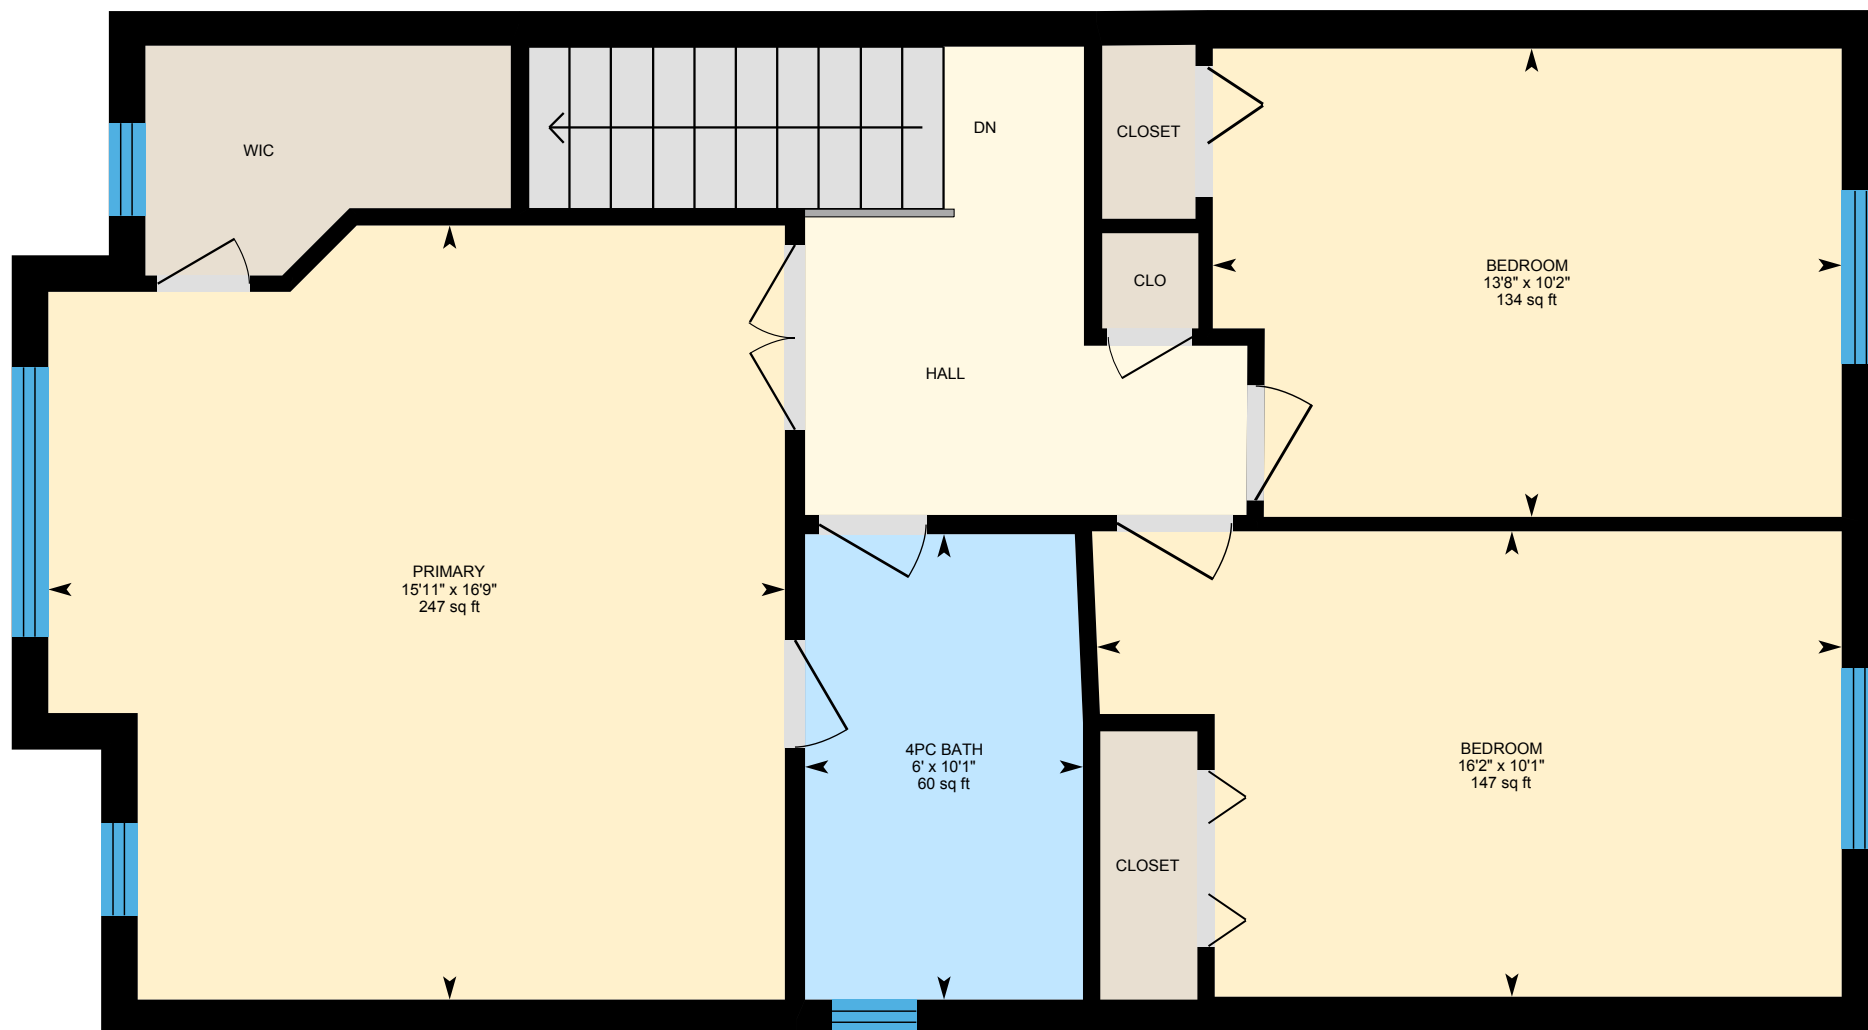 WIC
DN
CLOSET
CLO
BEDROOM
13'8" x 10'2"
134 sq ft
HALL
PRIMARY
15'11" x 16'9"
247 sq ft
4PC BATH
6' x 10'1"
60 sq ft
BEDROOM
16'2" x 10'1"
147 sq ft
CLOSET